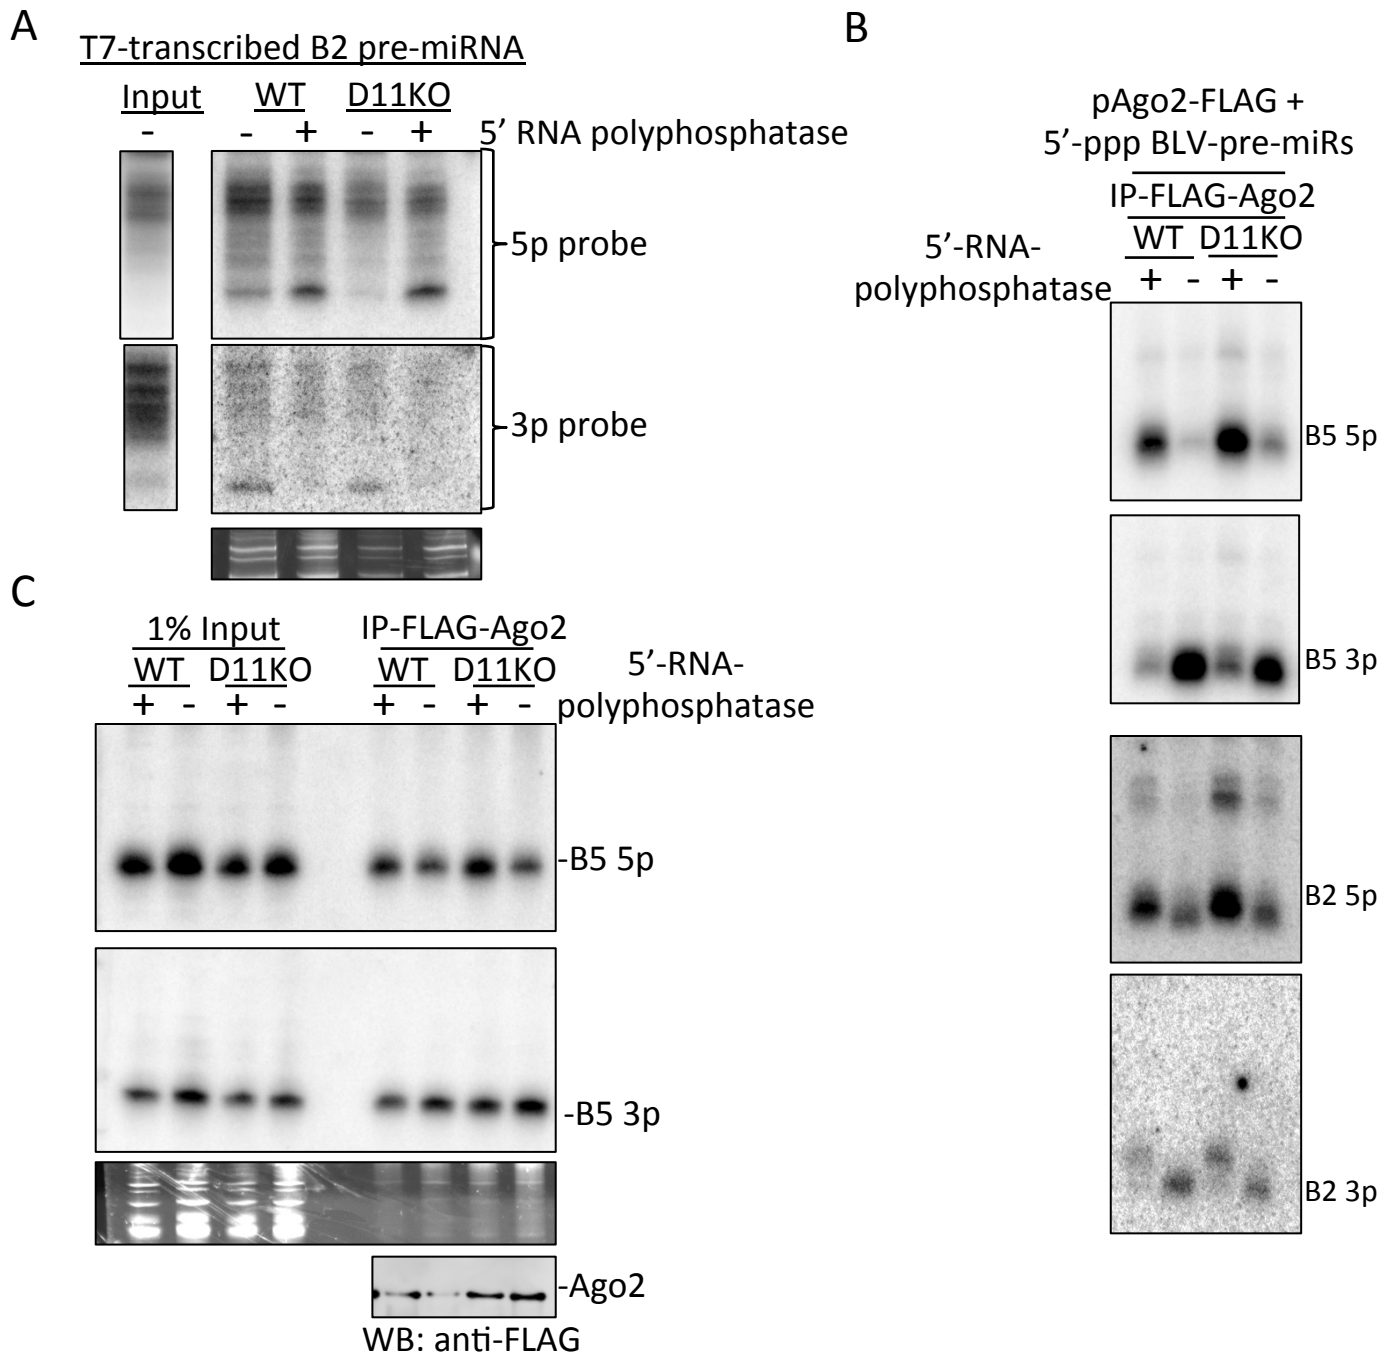 A
T7-transcribed B2 pre-miRNA
Input WT D11KO
- - + - + 5’ RNA polyphosphatase
5p probe
3p probe
B
pAgo2-FLAG +
5’-ppp BLV-pre-miRs
IP-FLAG-Ago2
WT D11KO
5’-RNA-
polyphosphatase + - + -
B5 5p
B5 3p
B2 5p
B2 3p
C
1% Input IP-FLAG-Ago2
WT D11KO WT D11KO 5’-RNA-
+ - + - + - + - polyphosphatase
-B5 5p
-B5 3p
-Ago2
WB: anti-FLAG